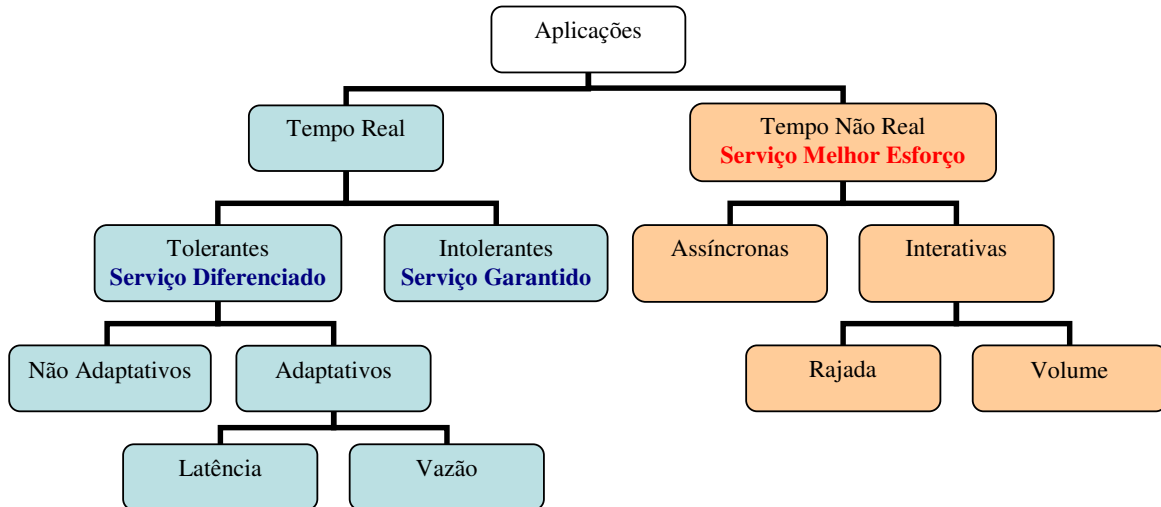 Aplicações
Tempo Real
Tempo Não Real
Serviço Melhor Esforço
Tolerantes
Serviço Diferenciado
Intolerantes
Serviço Garantido
Assíncronas
Interativas
Não Adaptativos
Adaptativos
Rajada
Volume
Latência
Vazão